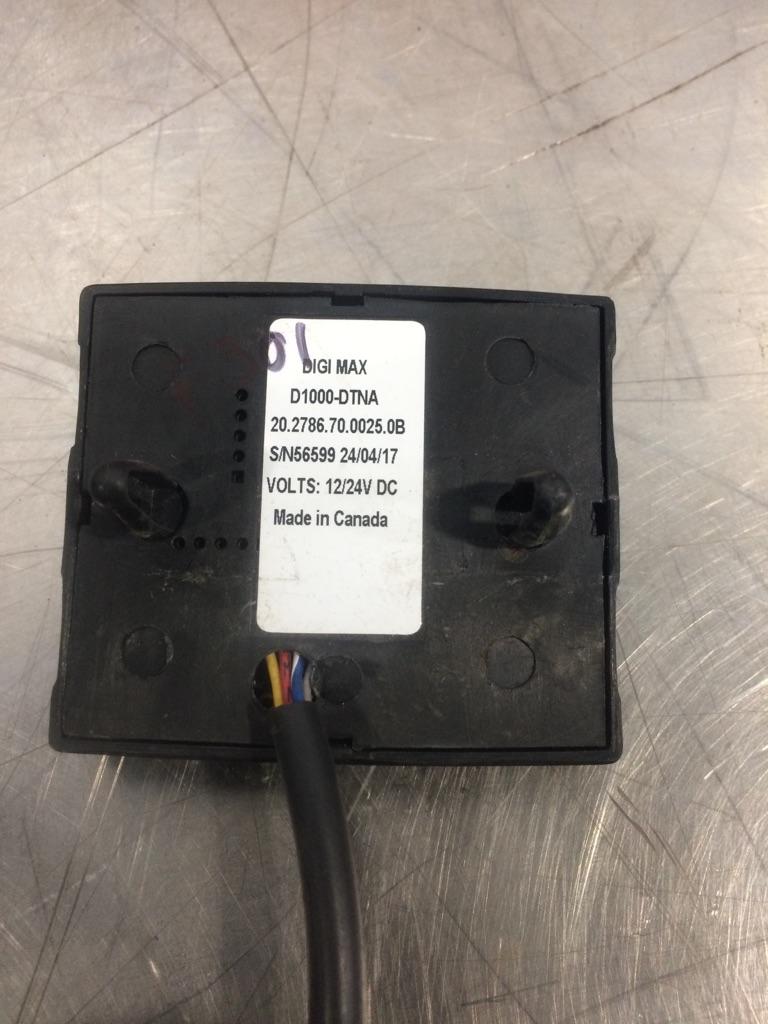 301
DIGI MAX
D1000-DTNA
20.2786.70.0025.0B
S/N56599 24/04/17
VOLTS: 12/24V DC
Made in Canada